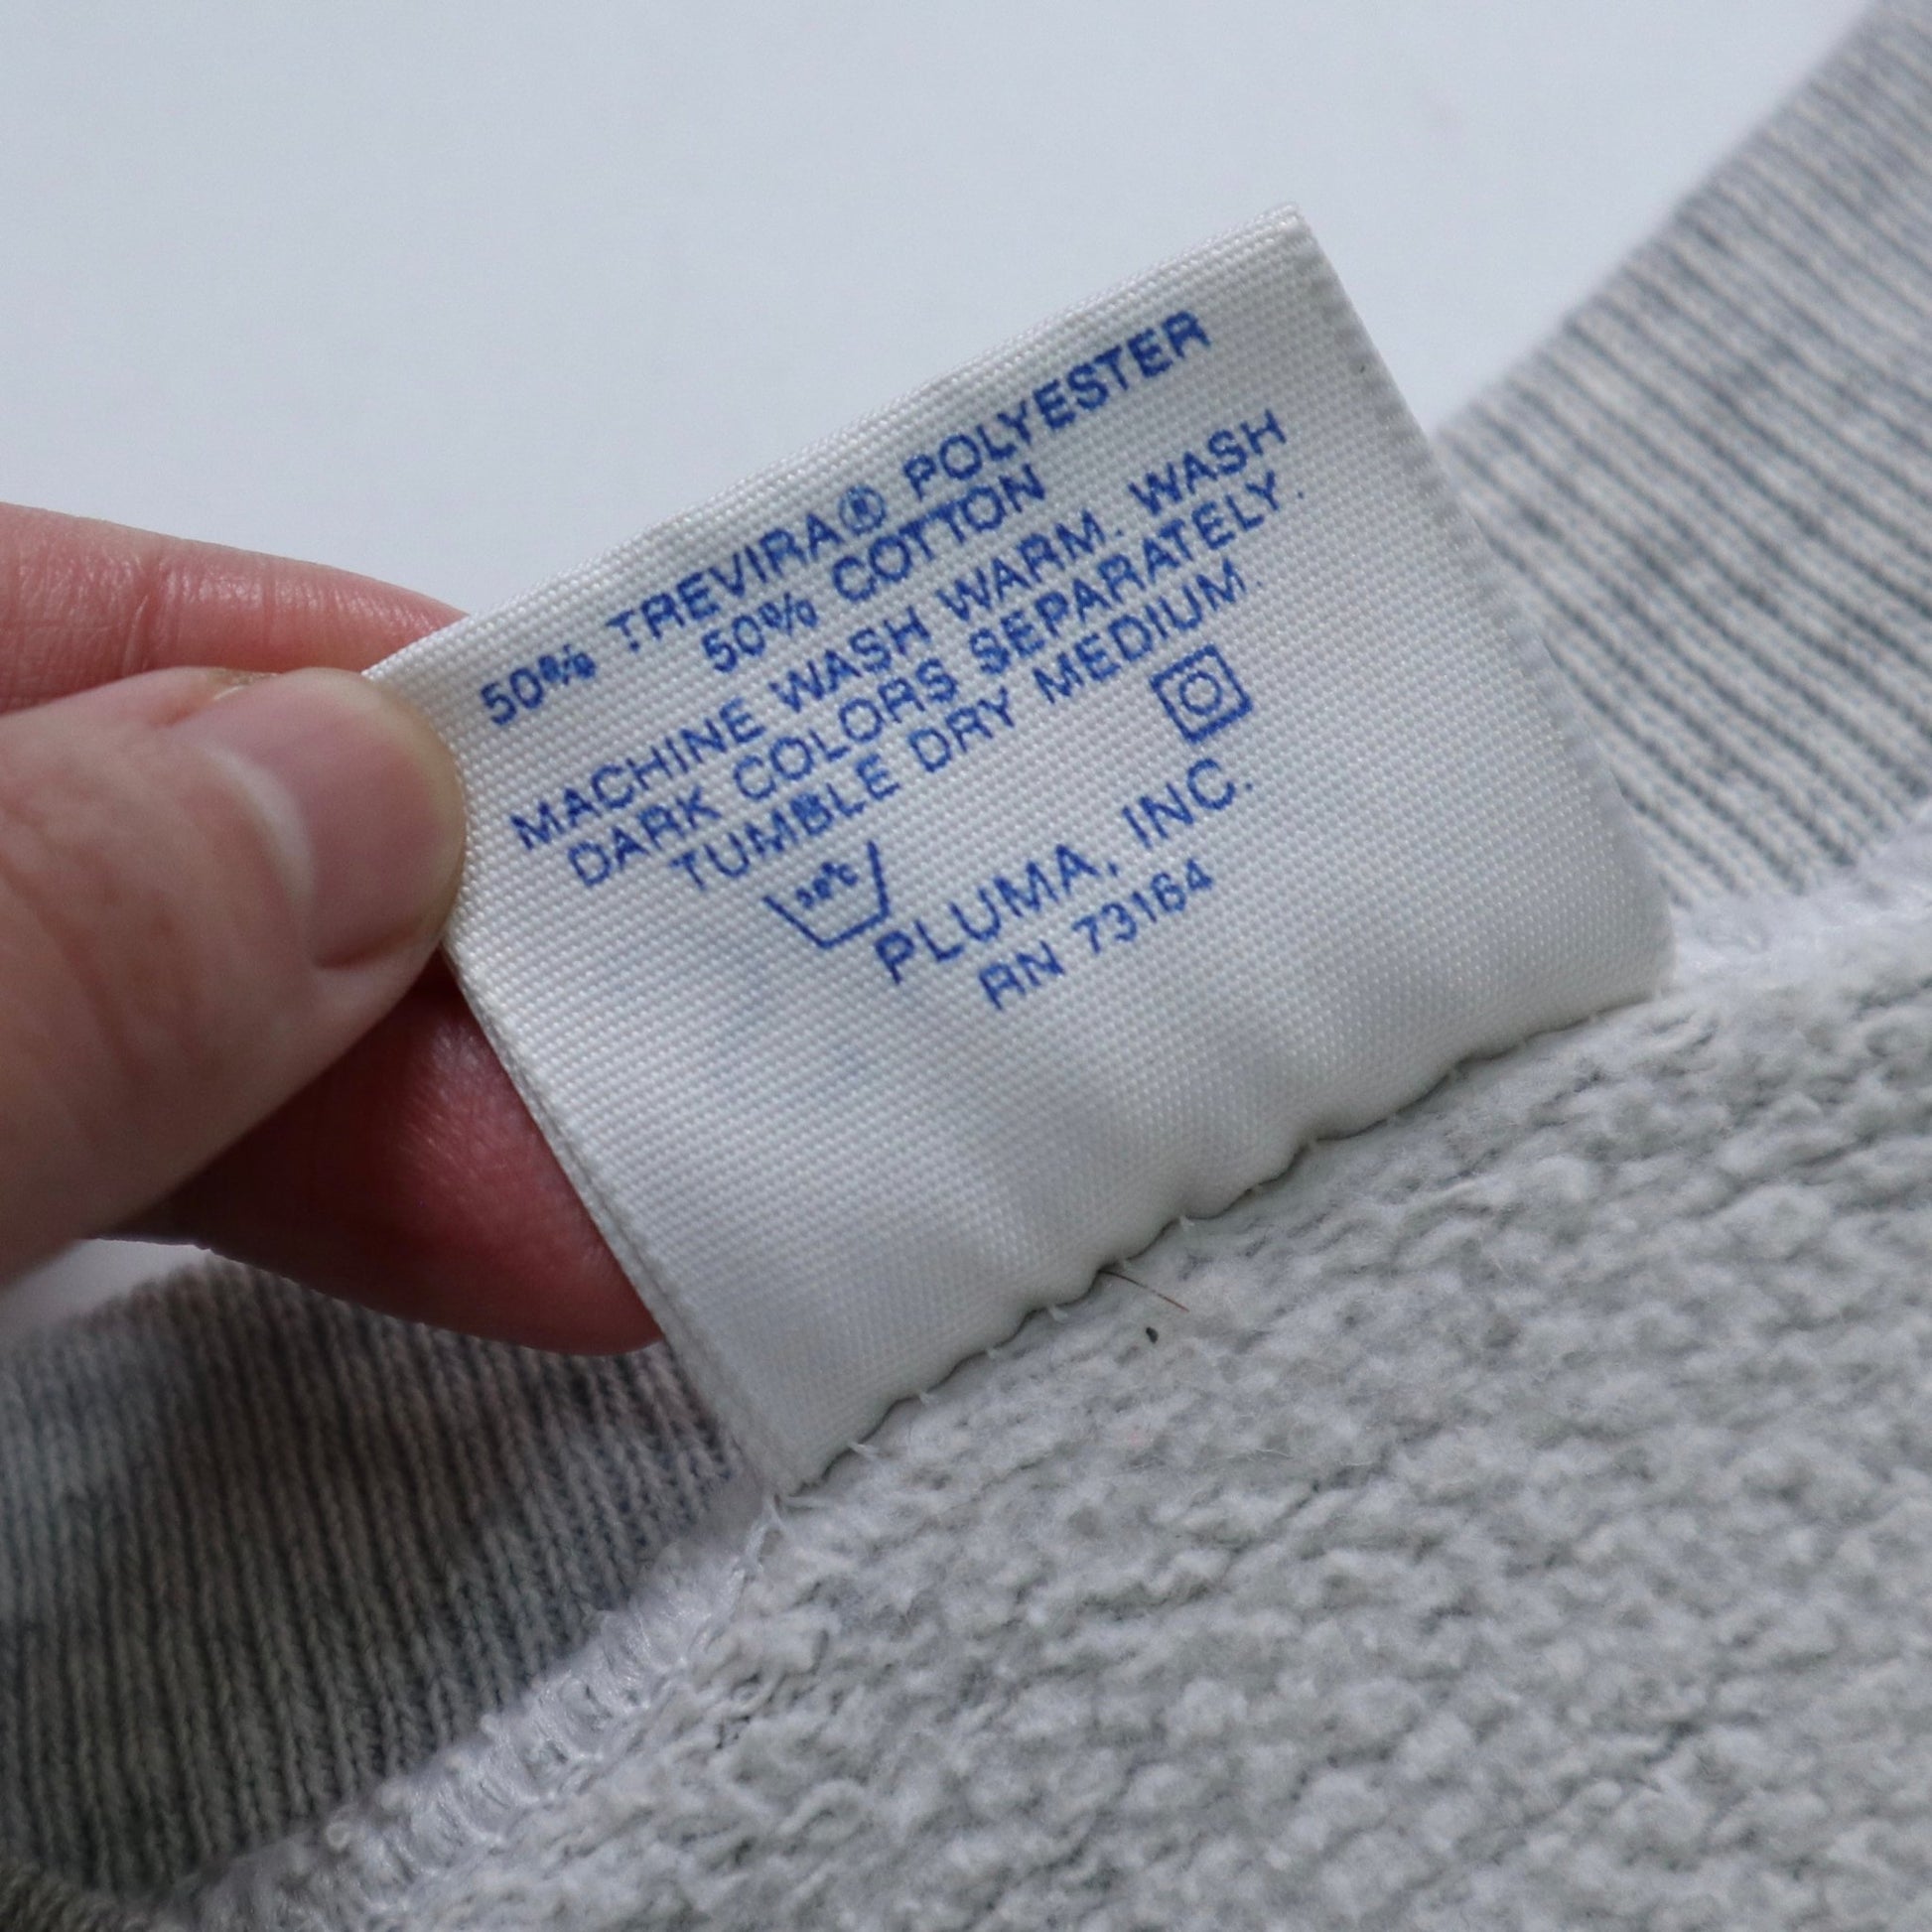 50% TREVIRA® POLYESTER
50% COTTON
MACHINE WASH WARM. WASH
DARK COLORS SEPARATELY.
TUMBLE DRY MEDIUM.
PLUMA, INC.
RN 73164